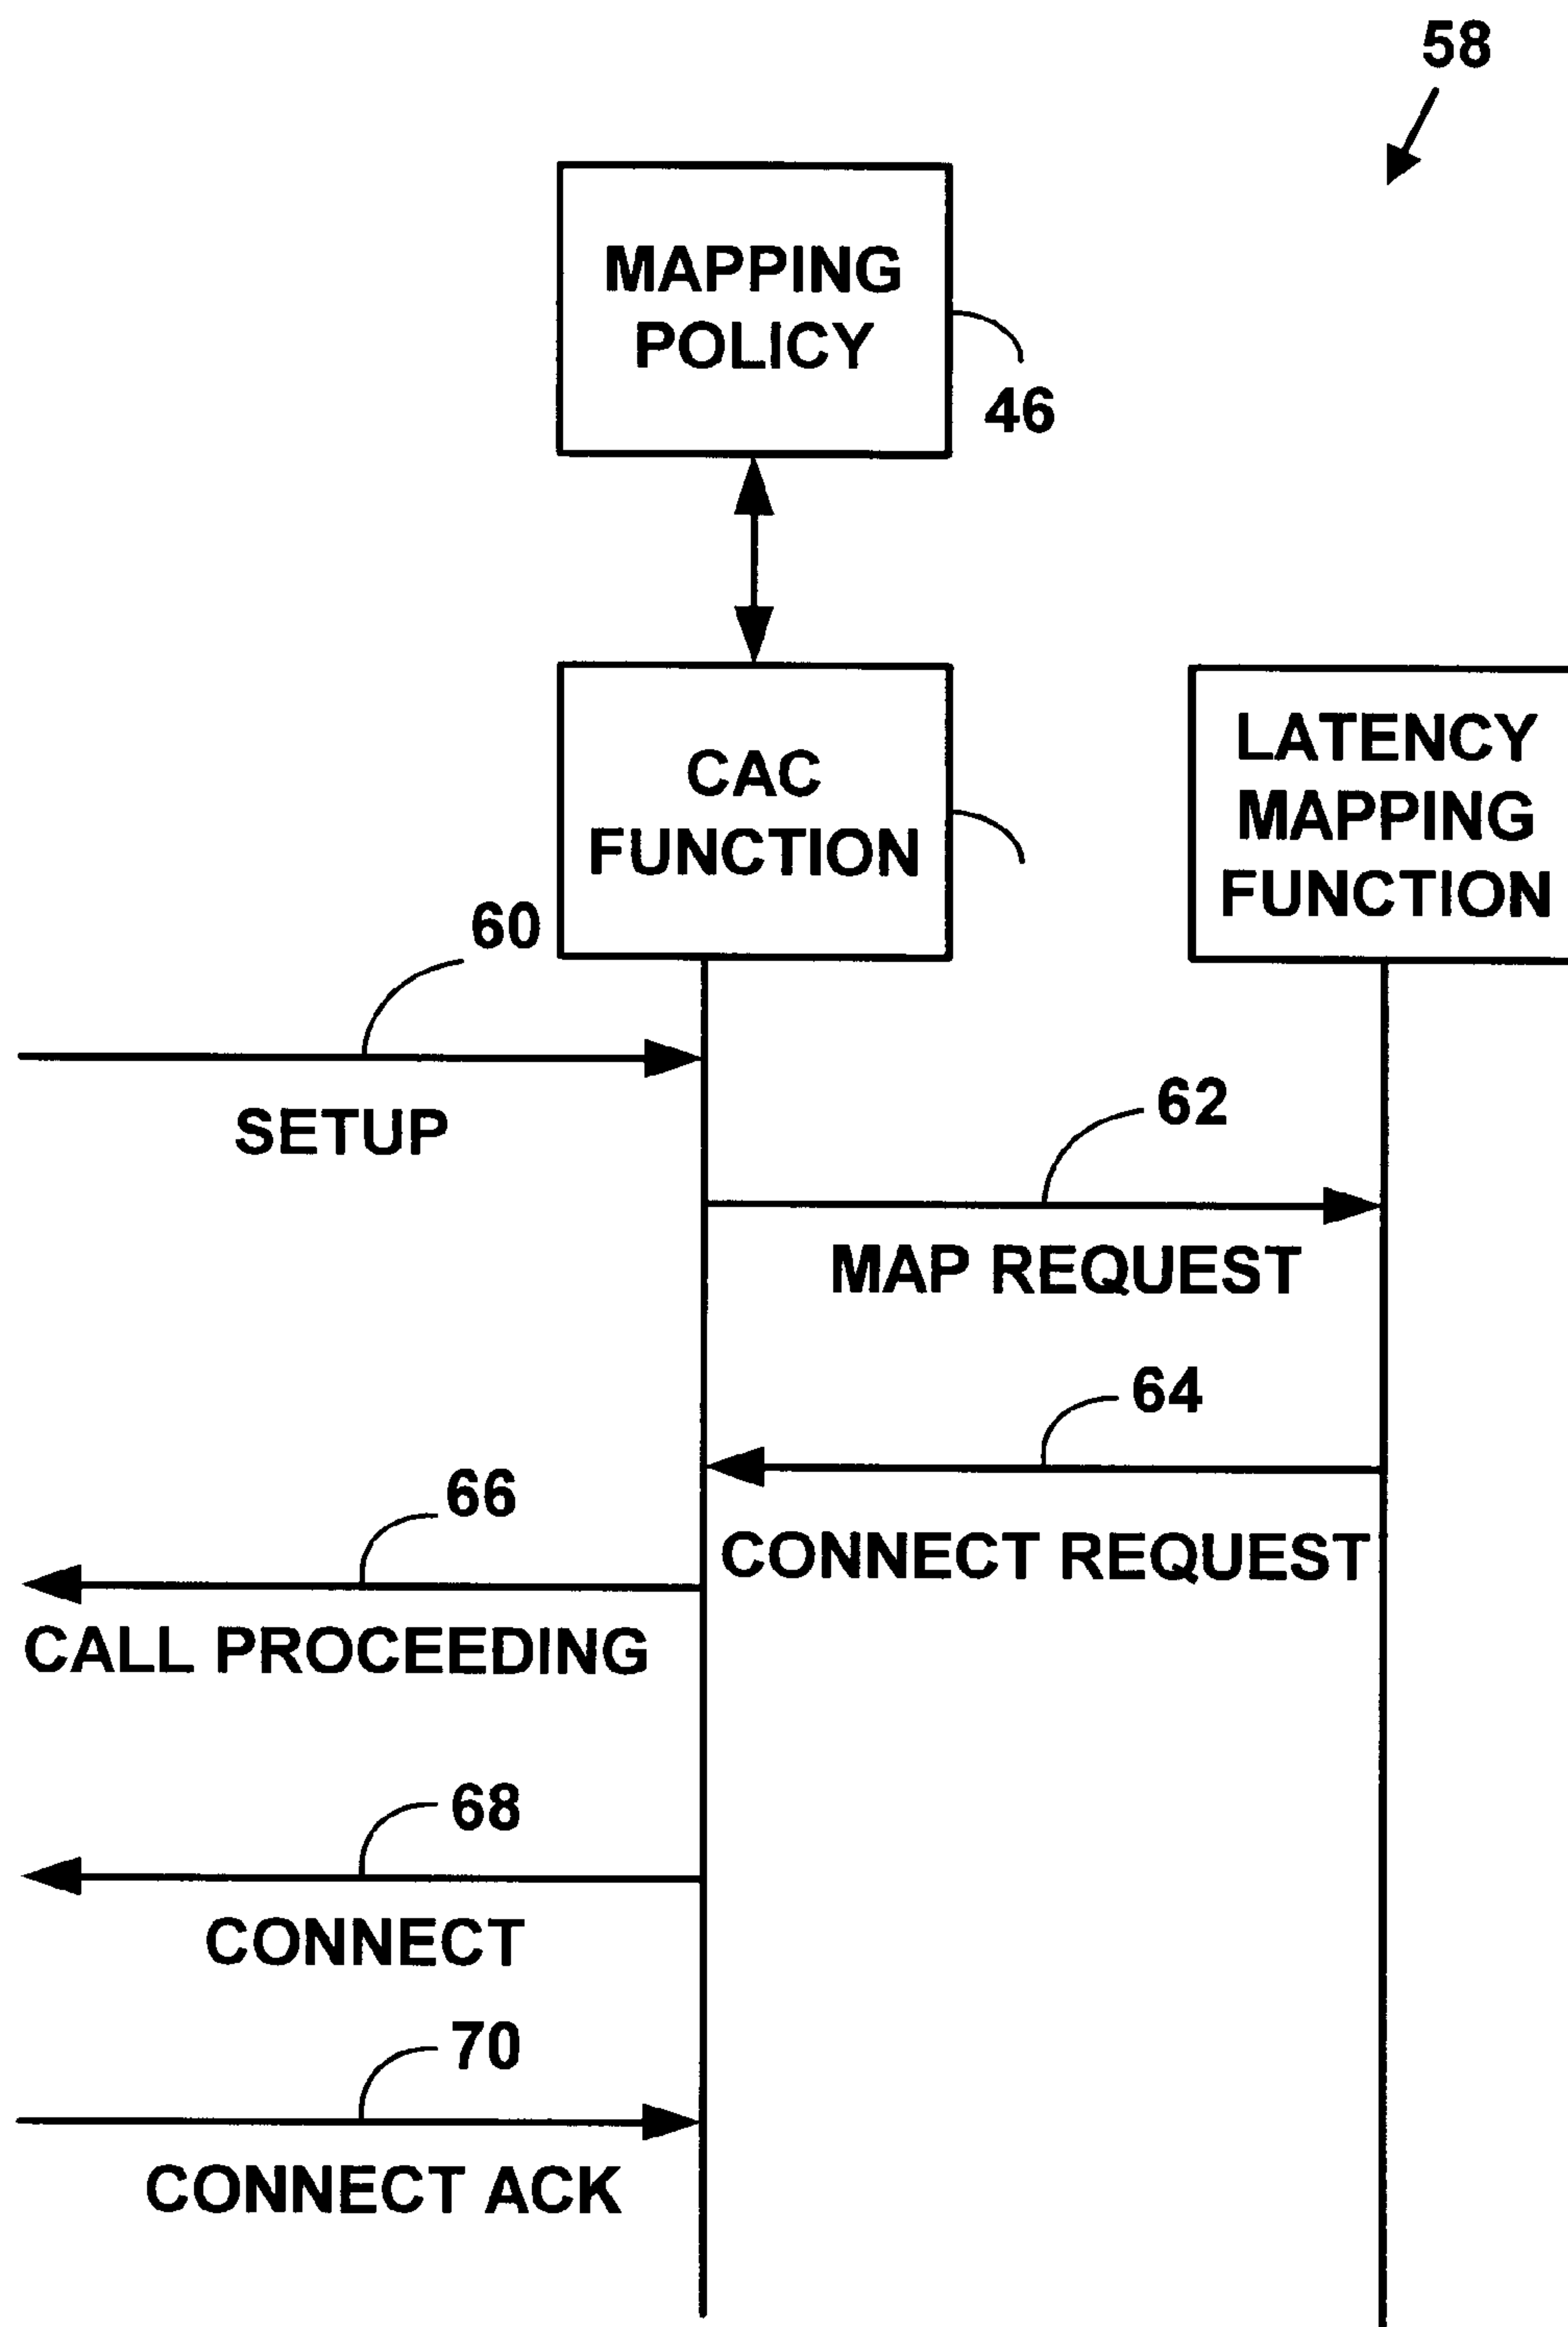 58
MAPPING
POLICY
46
CAC
FUNCTION
LATENCY
MAPPING
FUNCTION
60
SETUP
62
MAP REQUEST
64
CONNECT REQUEST
66
CALL PROCEEDING
68
CONNECT
70
CONNECT ACK